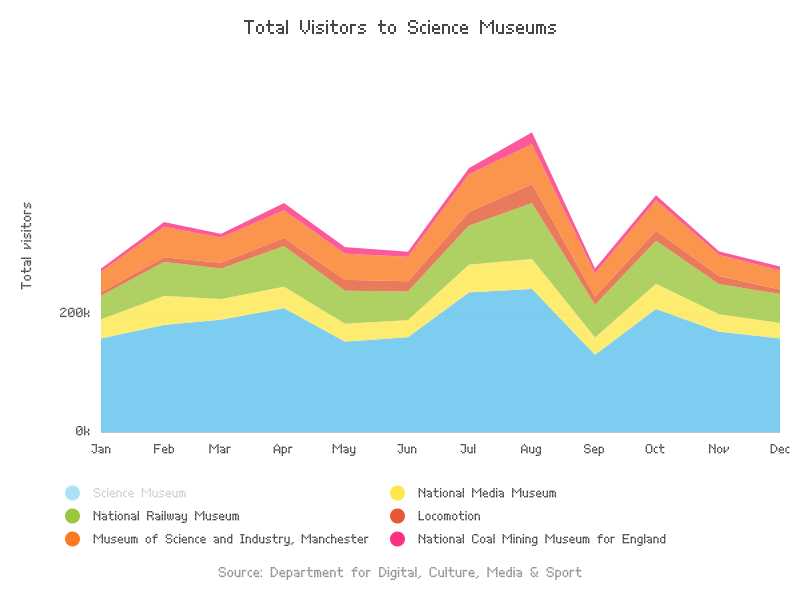 Total Visitors to Science Museums
Total visitors
200k
0k
Jan Feb Mar Apr May Jun Jul Aug Sep Oct Nov Dec
Science Museum
National Media Museum
National Railway Museum
Locomotion
Museum of Science and Industry, Manchester
National Coal Mining Museum for England
Source: Department for Digital, Culture, Media & Sport